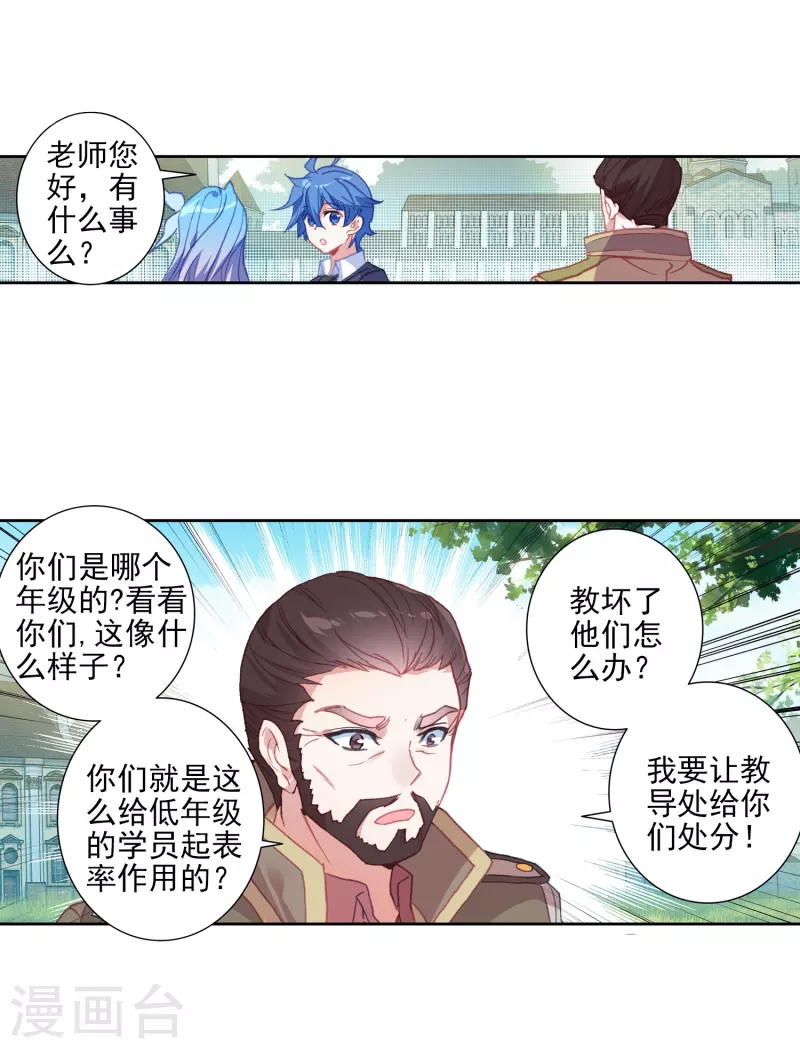 老师您
好，有
什么事
么？
你们是哪个
年级的?看看
你们,这像什
么样子？
你们就是这
么给低年级
的学员起表
率作用的？
教坏了
他们怎
么办？
我要让教
导处给你
们处分！
漫画台